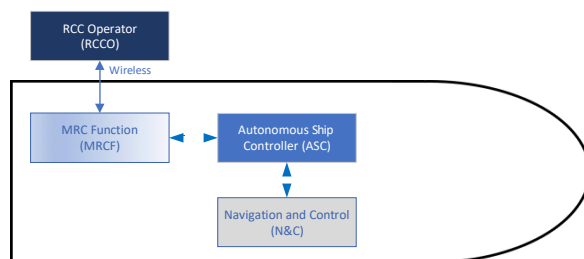 RCC Operator
(RCCO)
Wireless
MRC Function
(MRCF)
Autonomous Ship
Controller (ASC)
Navigation and Control
(N&C)